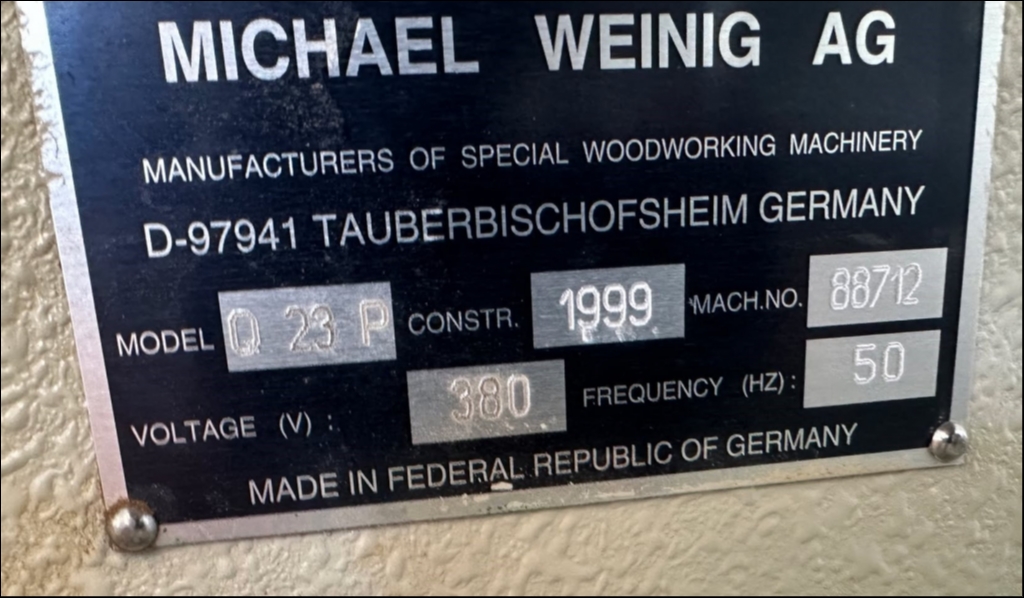 MICHAEL WEINIG AG
MANUFACTURERS OF SPECIAL WOODWORKING MACHINERY
D-97941 TAUBERBISCHOFSHEIM GERMANY
MODEL Q 23 P CONSTR. 1999 MACH.NO. 88712
VOLTAGE (V) : 380 FREQUENCY (HZ) : 50
MADE IN FEDERAL REPUBLIC OF GERMANY